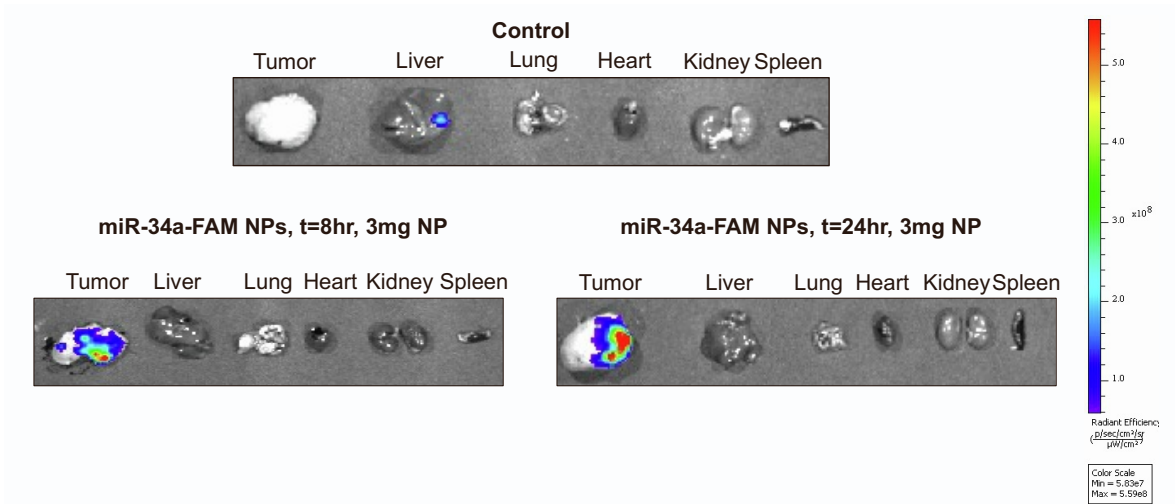 Control
Tumor Liver Lung Heart Kidney Spleen
miR-34a-FAM NPs, t=8hr, 3mg NP
Tumor Liver Lung Heart Kidney Spleen
miR-34a-FAM NPs, t=24hr, 3mg NP
Tumor Liver Lung Heart Kidney Spleen
5.0
4.0
3.0 x10⁸
2.0
1.0
Radiant Efficiency
(p/sec/cm²/sr
µW/cm²)
Color Scale
Min = 5.83e7
Max = 5.59e8